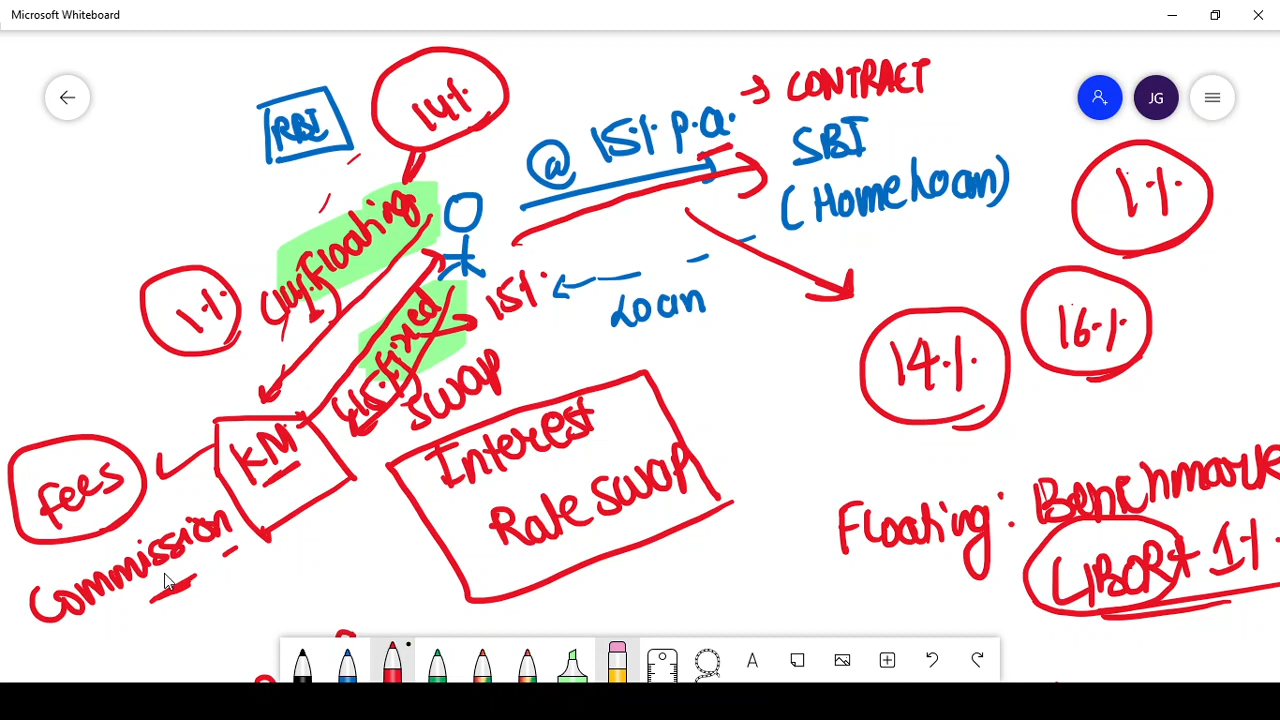 Microsoft Whiteboard
JG
RBI
14%
@ 15% p.a.
→ CONTRACT
SBI
(Home Loan)
1%
Floating
1%
15%
Loan
Fixed
swap
14%
16%
KM
fees
commission
Interest
Rate swap
Floating: Benchmark
LIBOR + 1%
A